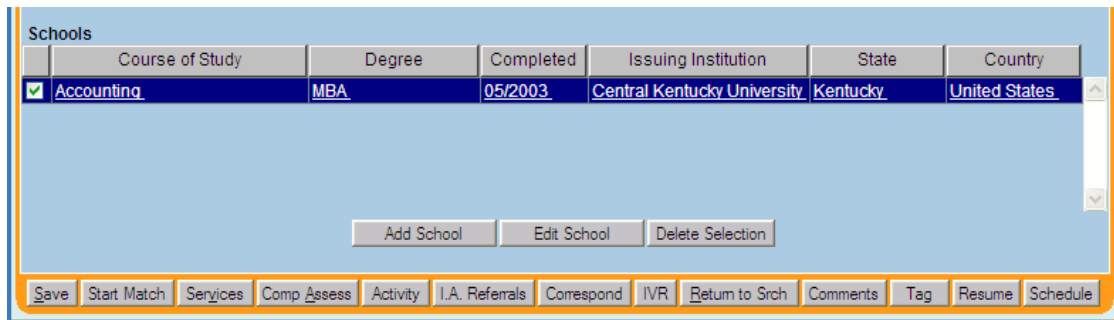 Schools
Course of Study Degree Completed Issuing Institution State Country
Accounting MBA 05/2003 Central Kentucky University Kentucky United States
Add School Edit School Delete Selection
Save Start Match Services Comp Assess Activity I.A. Referrals Correspond IVR Return to Srch Comments Tag Resume Schedule